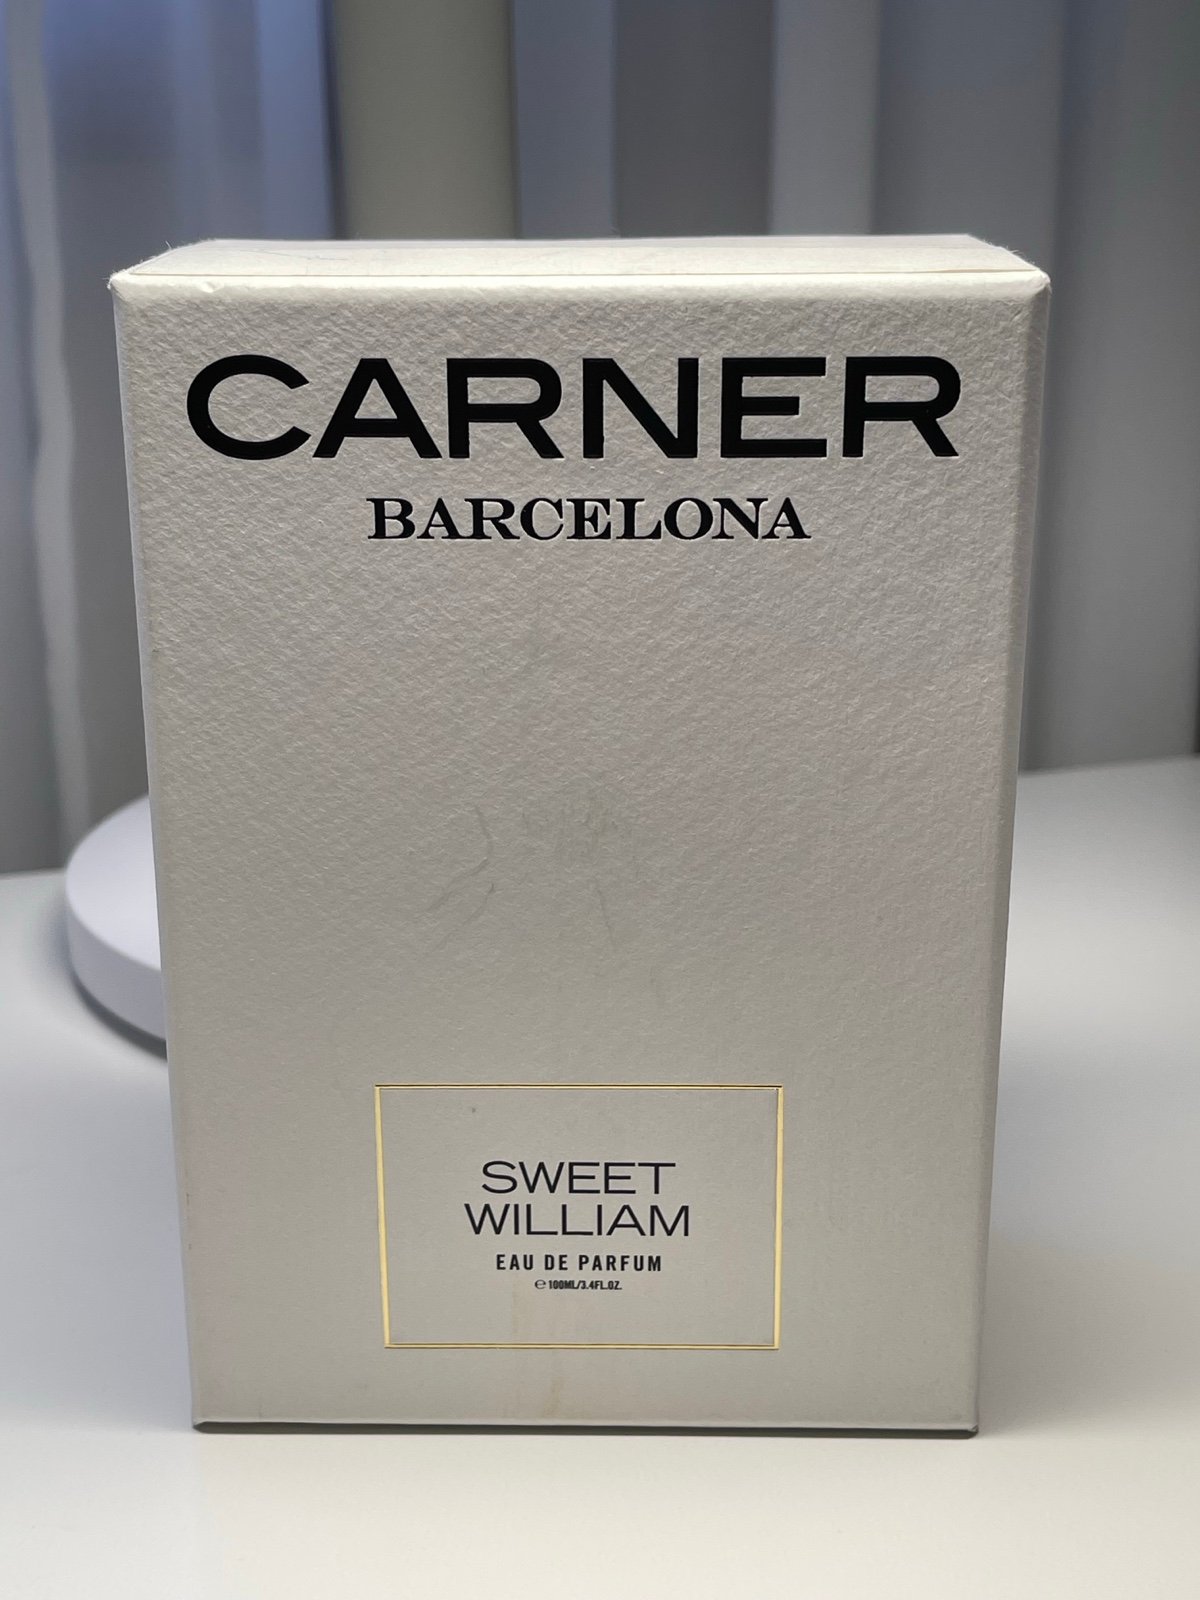 CARNER
BARCELONA
SWEET
WILLIAM
EAU DE PARFUM
℮ 100ML/3.4FL.OZ.